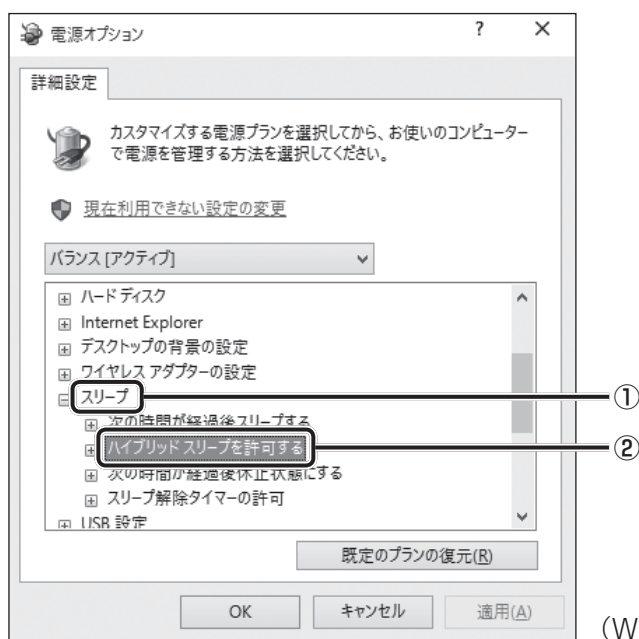 電源オプション ? ×
詳細設定
カスタマイズする電源プランを選択してから、お使いのコンピューター
で電源を管理する方法を選択してください。
現在利用できない設定の変更
バランス [アクティブ]
ハード ディスク
Internet Explorer
デスクトップの背景の設定
ワイヤレス アダプターの設定
スリープ ①
次の時間が経過後スリープする
ハイブリッド スリープを許可する ②
次の時間が経過後休止状態にする
スリープ解除タイマーの許可
USB 設定
既定のプランの復元(R)
OK キャンセル 適用(A)
(W